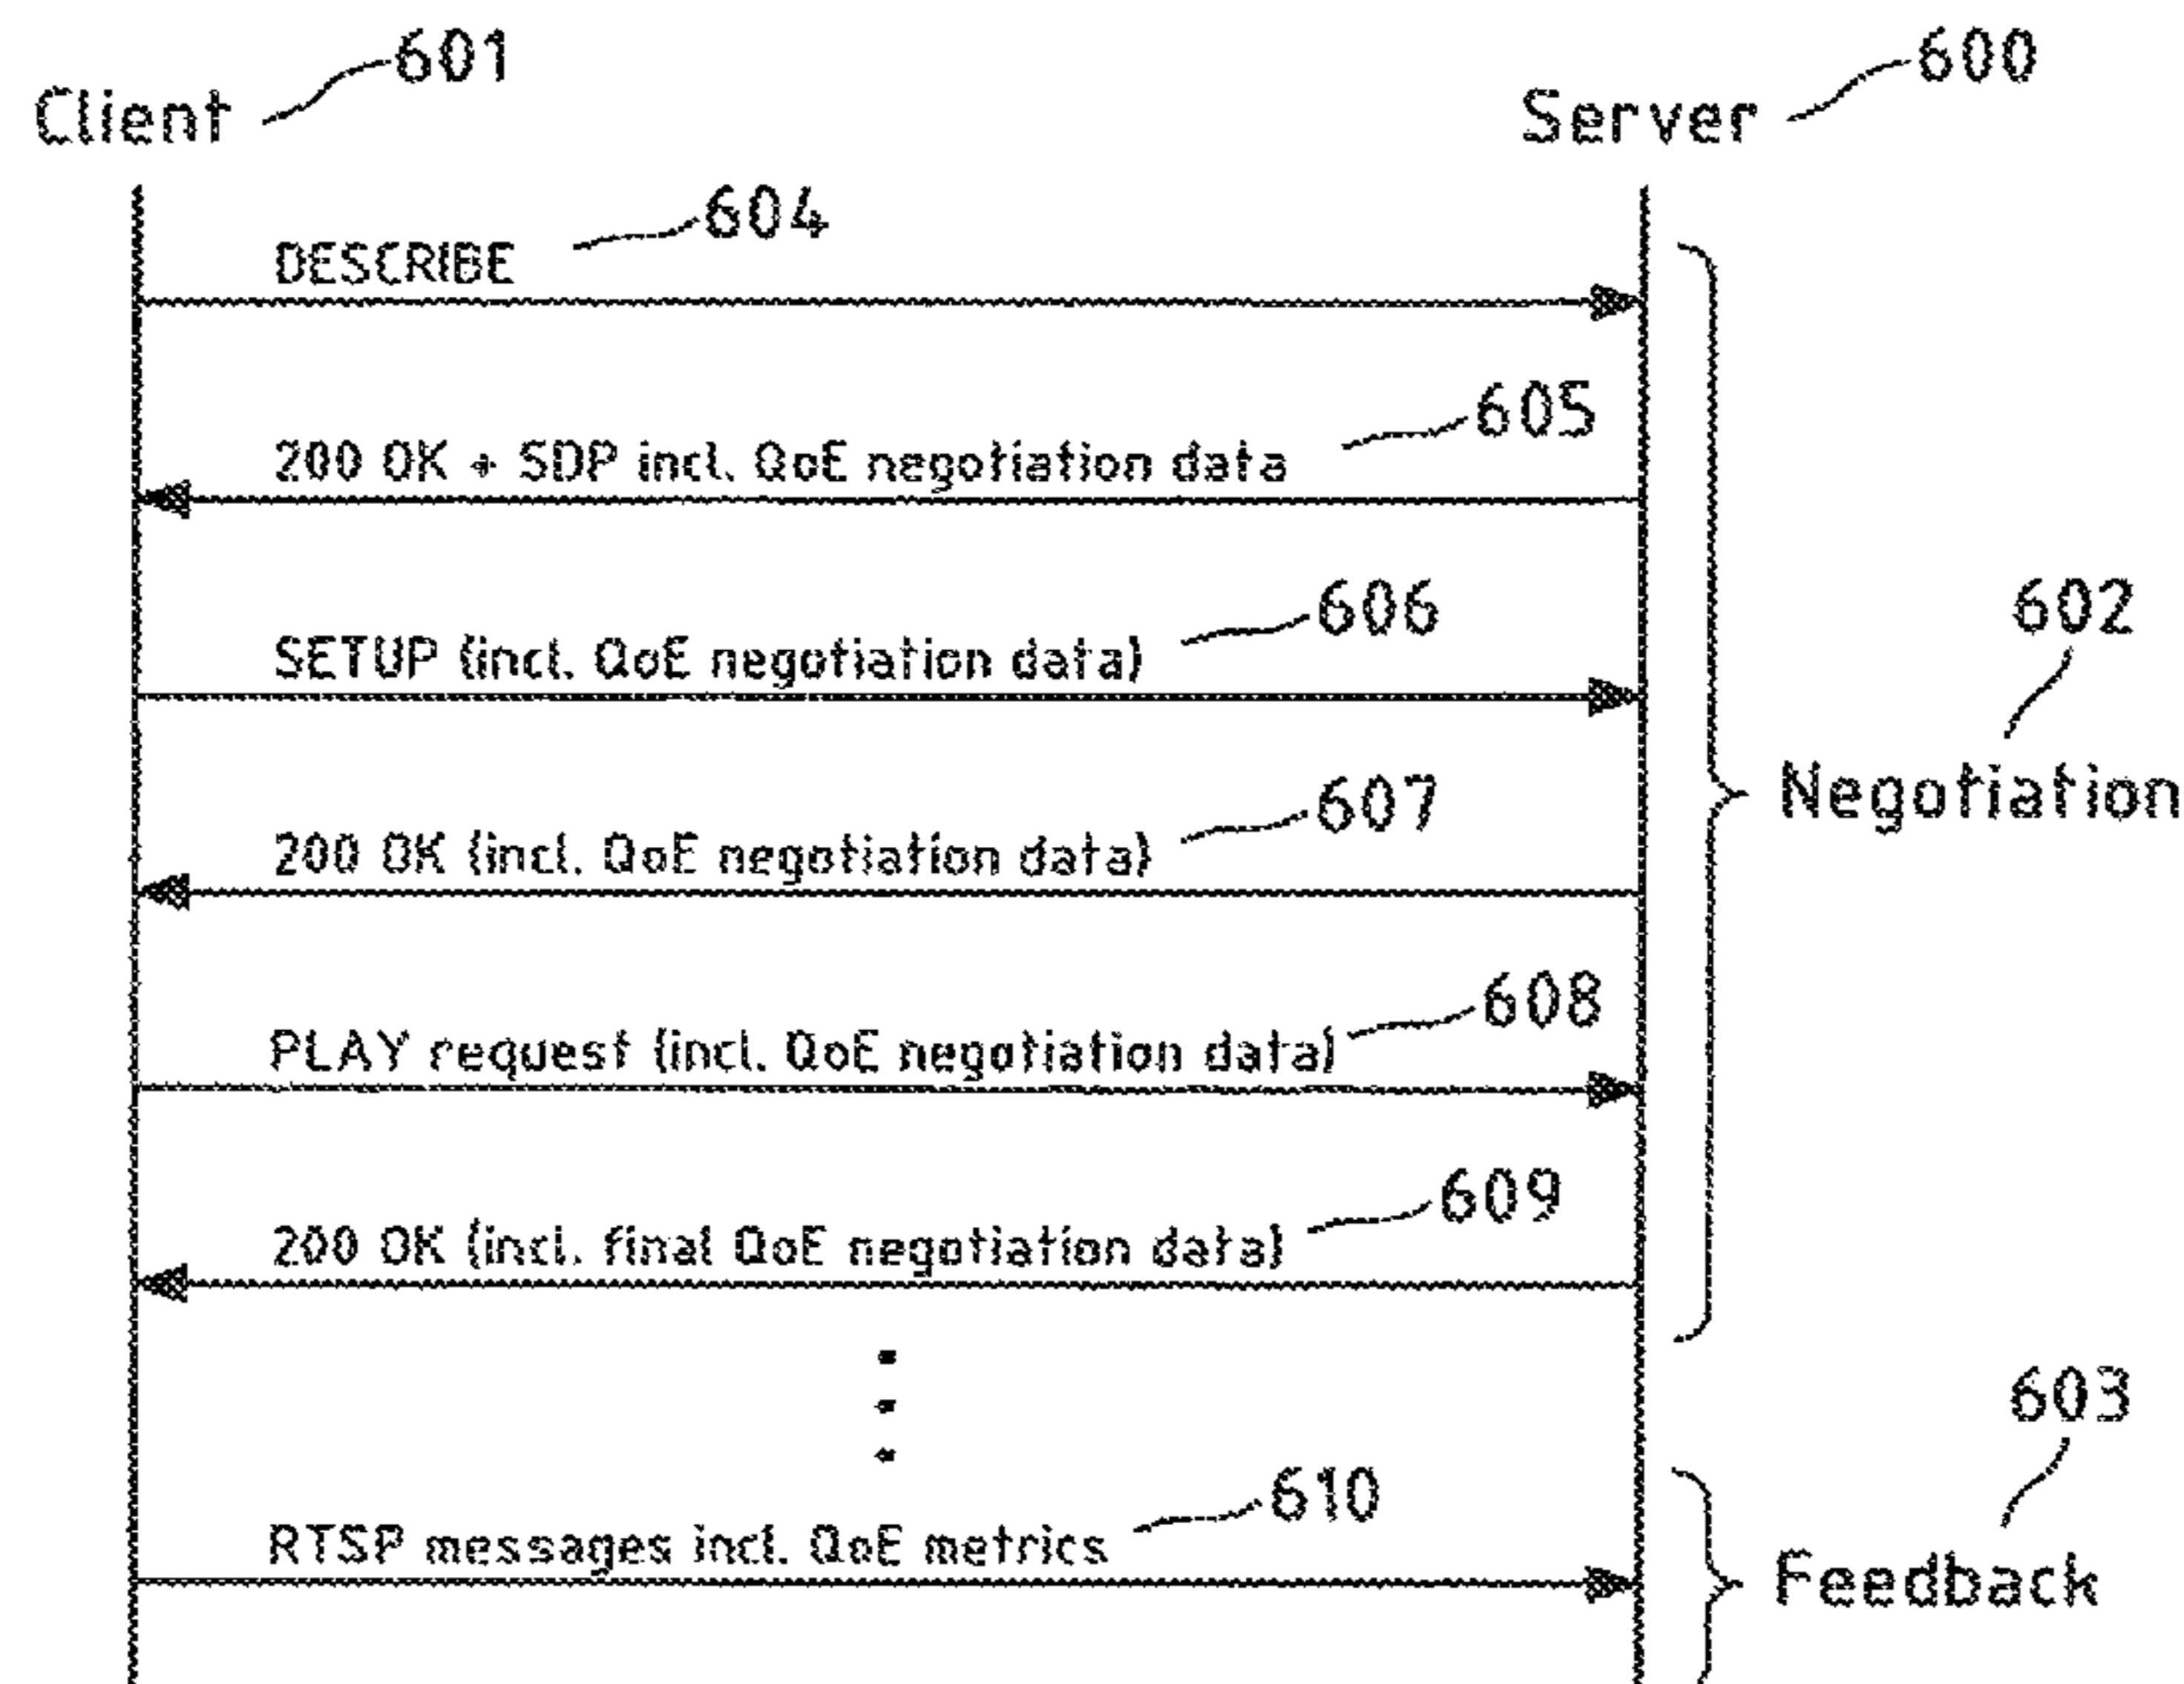 601
600
Client
Server
604
DESCRIBE
605
200 OK + SDP incl. QoE negotiation data
606
602
SETUP (incl. QoE negotiation data)
607
Negotiation
200 OK (incl. QoE negotiation data)
608
PLAY request (incl. QoE negotiation data)
609
200 OK (incl. final QoE negotiation data)
603
610
RTSP messages incl. QoE metrics
Feedback